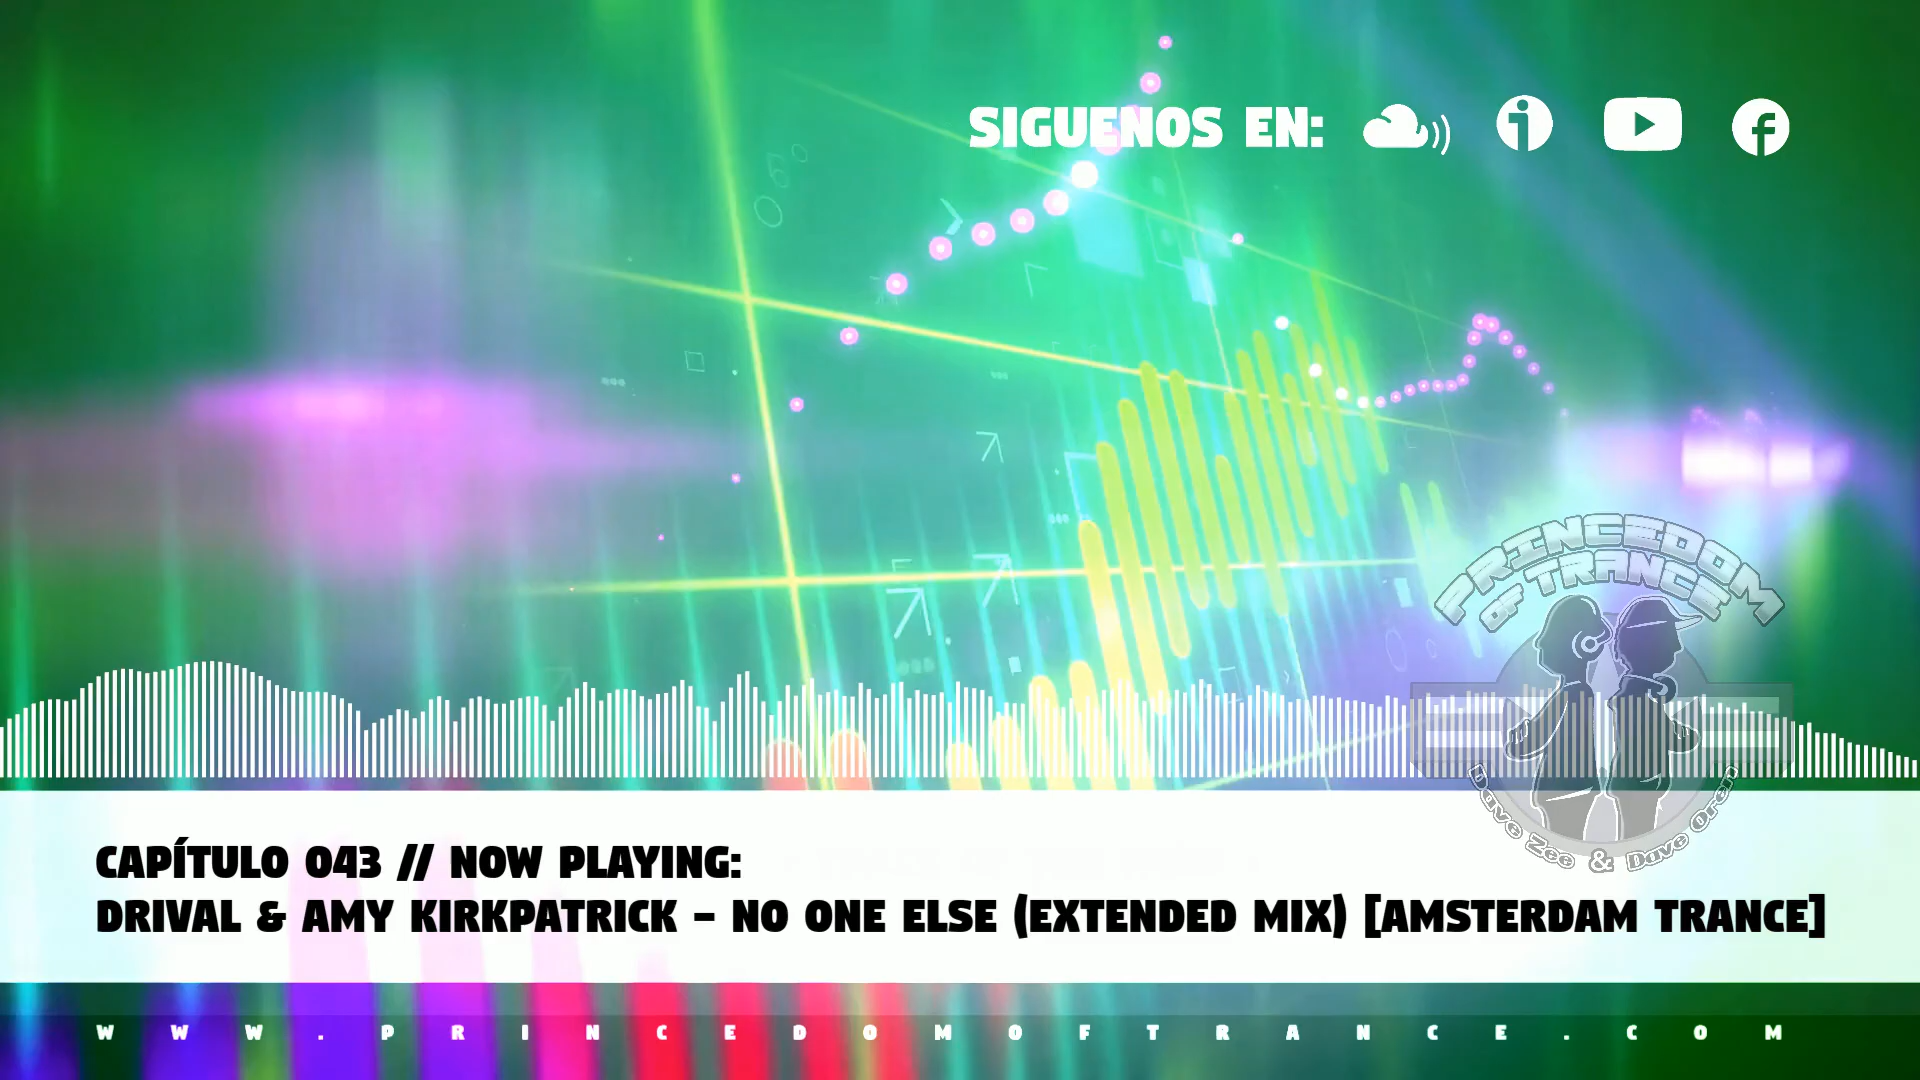 SIGUENOS EN:
PRINCEDOM
OF TRANCE
Dave Zee & Dave Oren
CAPÍTULO 043 // NOW PLAYING:
DRIVAL & AMY KIRKPATRICK - NO ONE ELSE (EXTENDED MIX) [AMSTERDAM TRANCE]
WWW.PRINCEDOMOFTRANCE.COM